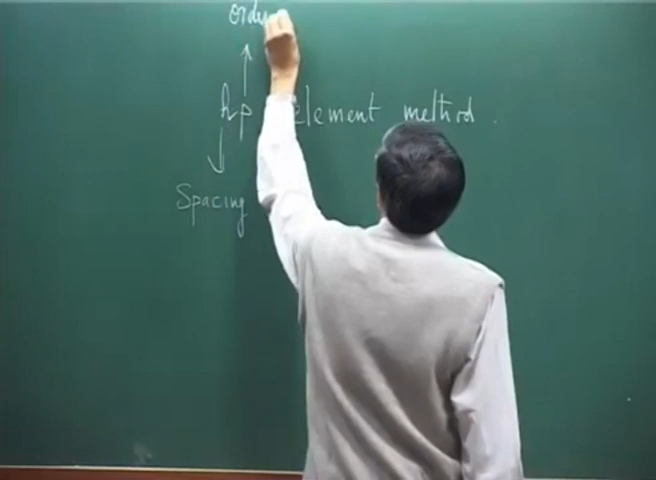 order
hp element method .
Spacing